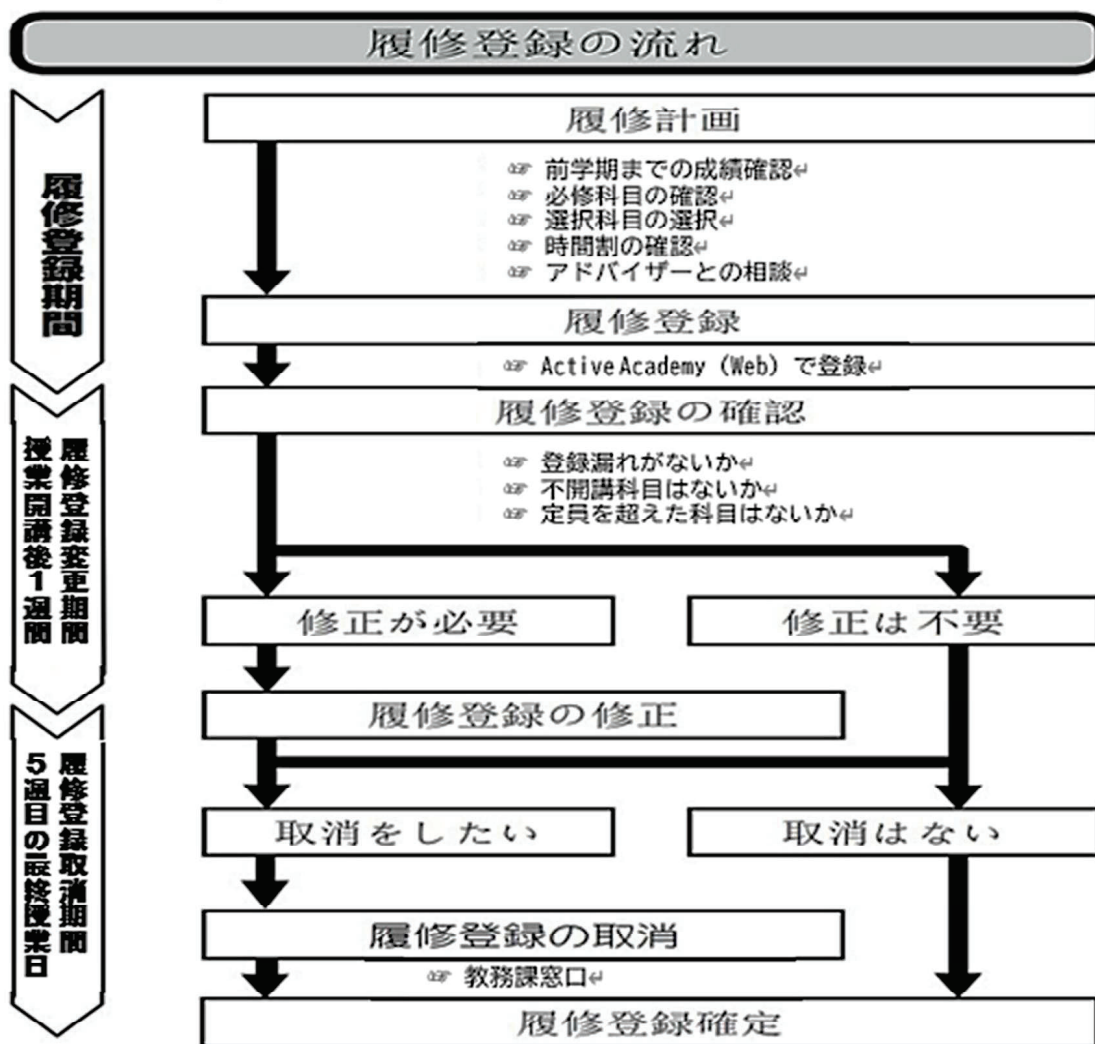 履修登録の流れ
履修登録期間
履修計画
☞ 前学期までの成績確認↵
☞ 必修科目の確認↵
☞ 選択科目の選択↵
☞ 時間割の確認↵
☞ アドバイザーとの相談↵
履修登録
☞ Active Academy (Web) で登録↵
履修登録変更期間
授業開講後1週間
履修登録の確認
☞ 登録漏れがないか↵
☞ 不開講科目はないか↵
☞ 定員を超えた科目はないか↵
修正が必要
修正は不要
履修登録の修正
履修登録取消期間
5週目の最終授業日
取消をしたい
取消はない
履修登録の取消
☞ 教務課窓口↵
履修登録確定